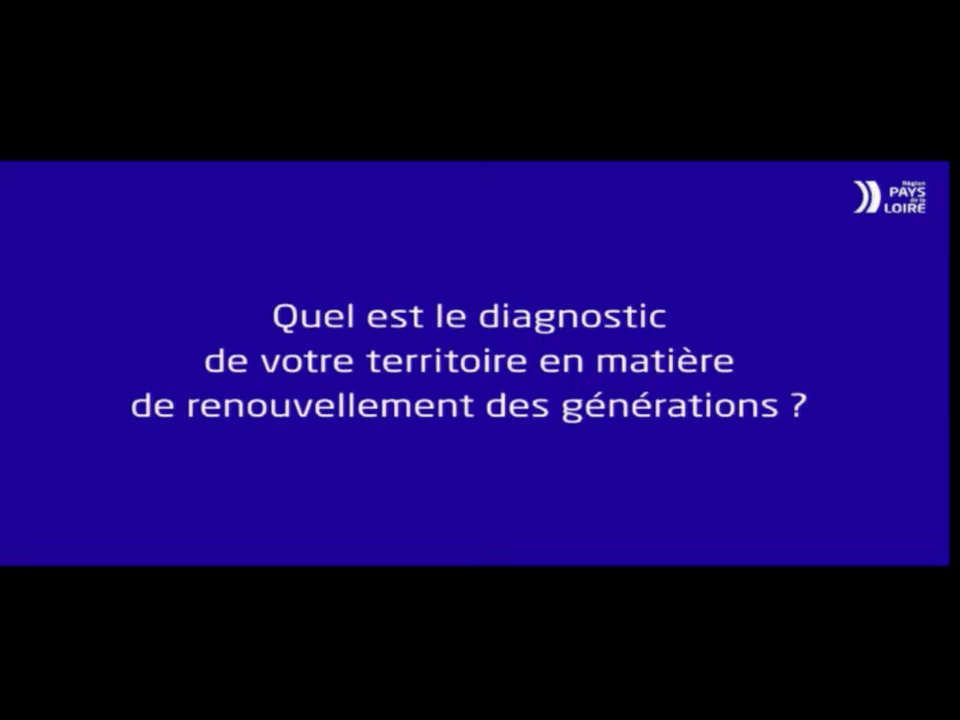 Région
PAYS
de la
LOIRE
Quel est le diagnostic
de votre territoire en matière
de renouvellement des générations ?